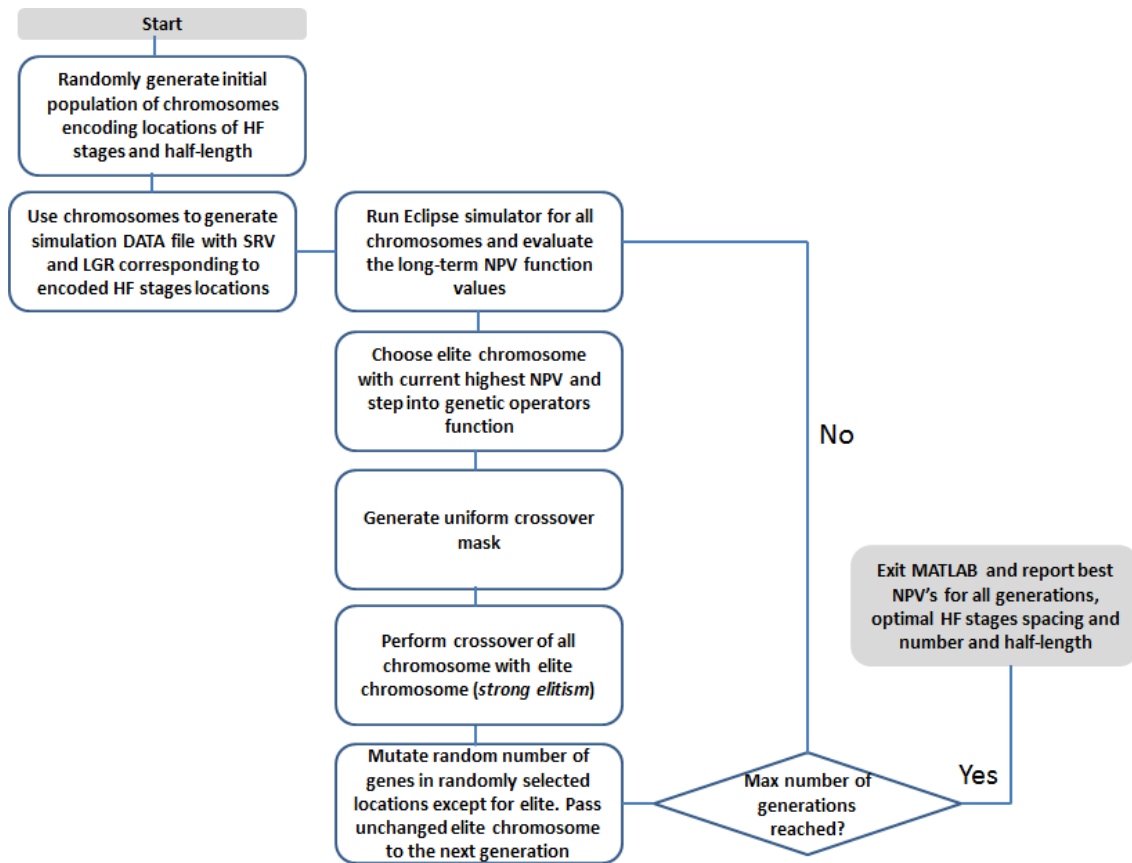 Start
Randomly generate initial
population of chromosomes
encoding locations of HF
stages and half-length
Use chromosomes to generate
simulation DATA file with SRV
and LGR corresponding to
encoded HF stages locations
Run Eclipse simulator for all
chromosomes and evaluate
the long-term NPV function
values
Choose elite chromosome
with current highest NPV and
step into genetic operators
function
Generate uniform crossover
mask
Perform crossover of all
chromosome with elite
chromosome (strong elitism)
Mutate random number of
genes in randomly selected
locations except for elite. Pass
unchanged elite chromosome
to the next generation
Max number of
generations
reached?
No
Yes
Exit MATLAB and report best
NPV's for all generations,
optimal HF stages spacing and
number and half-length